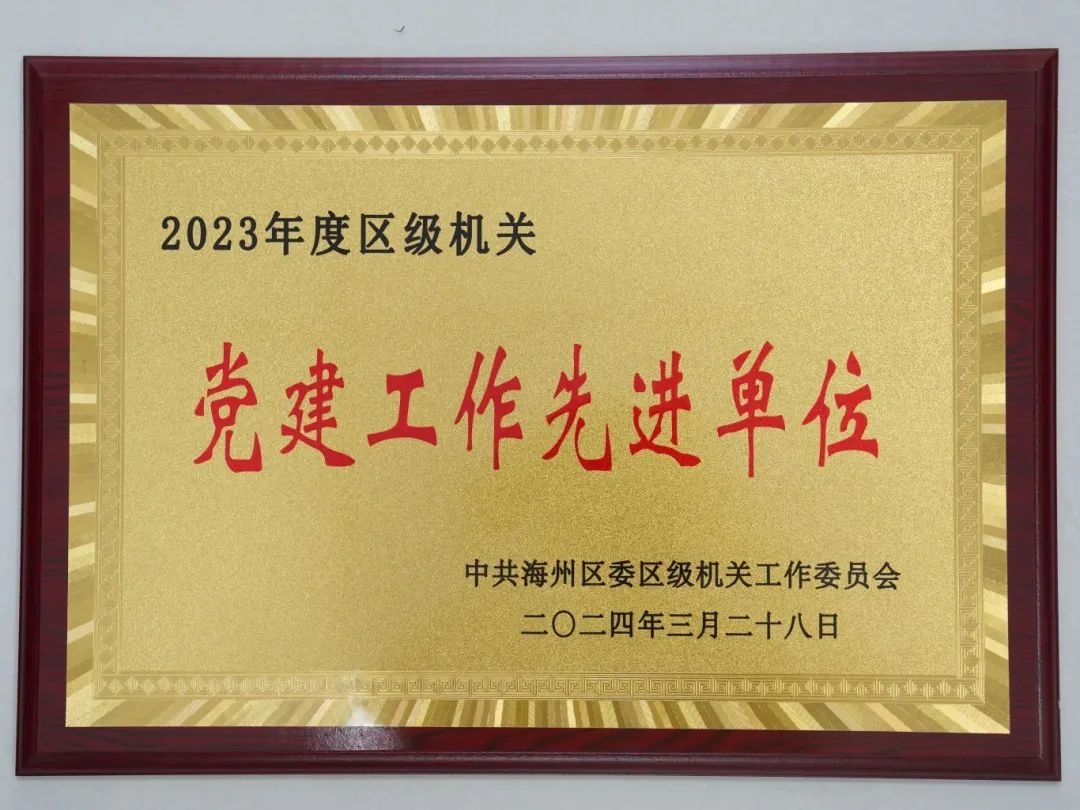 2023年度区级机关
党建工作先进单位
中共海州区委区级机关工作委员会
二〇二四年三月二十八日